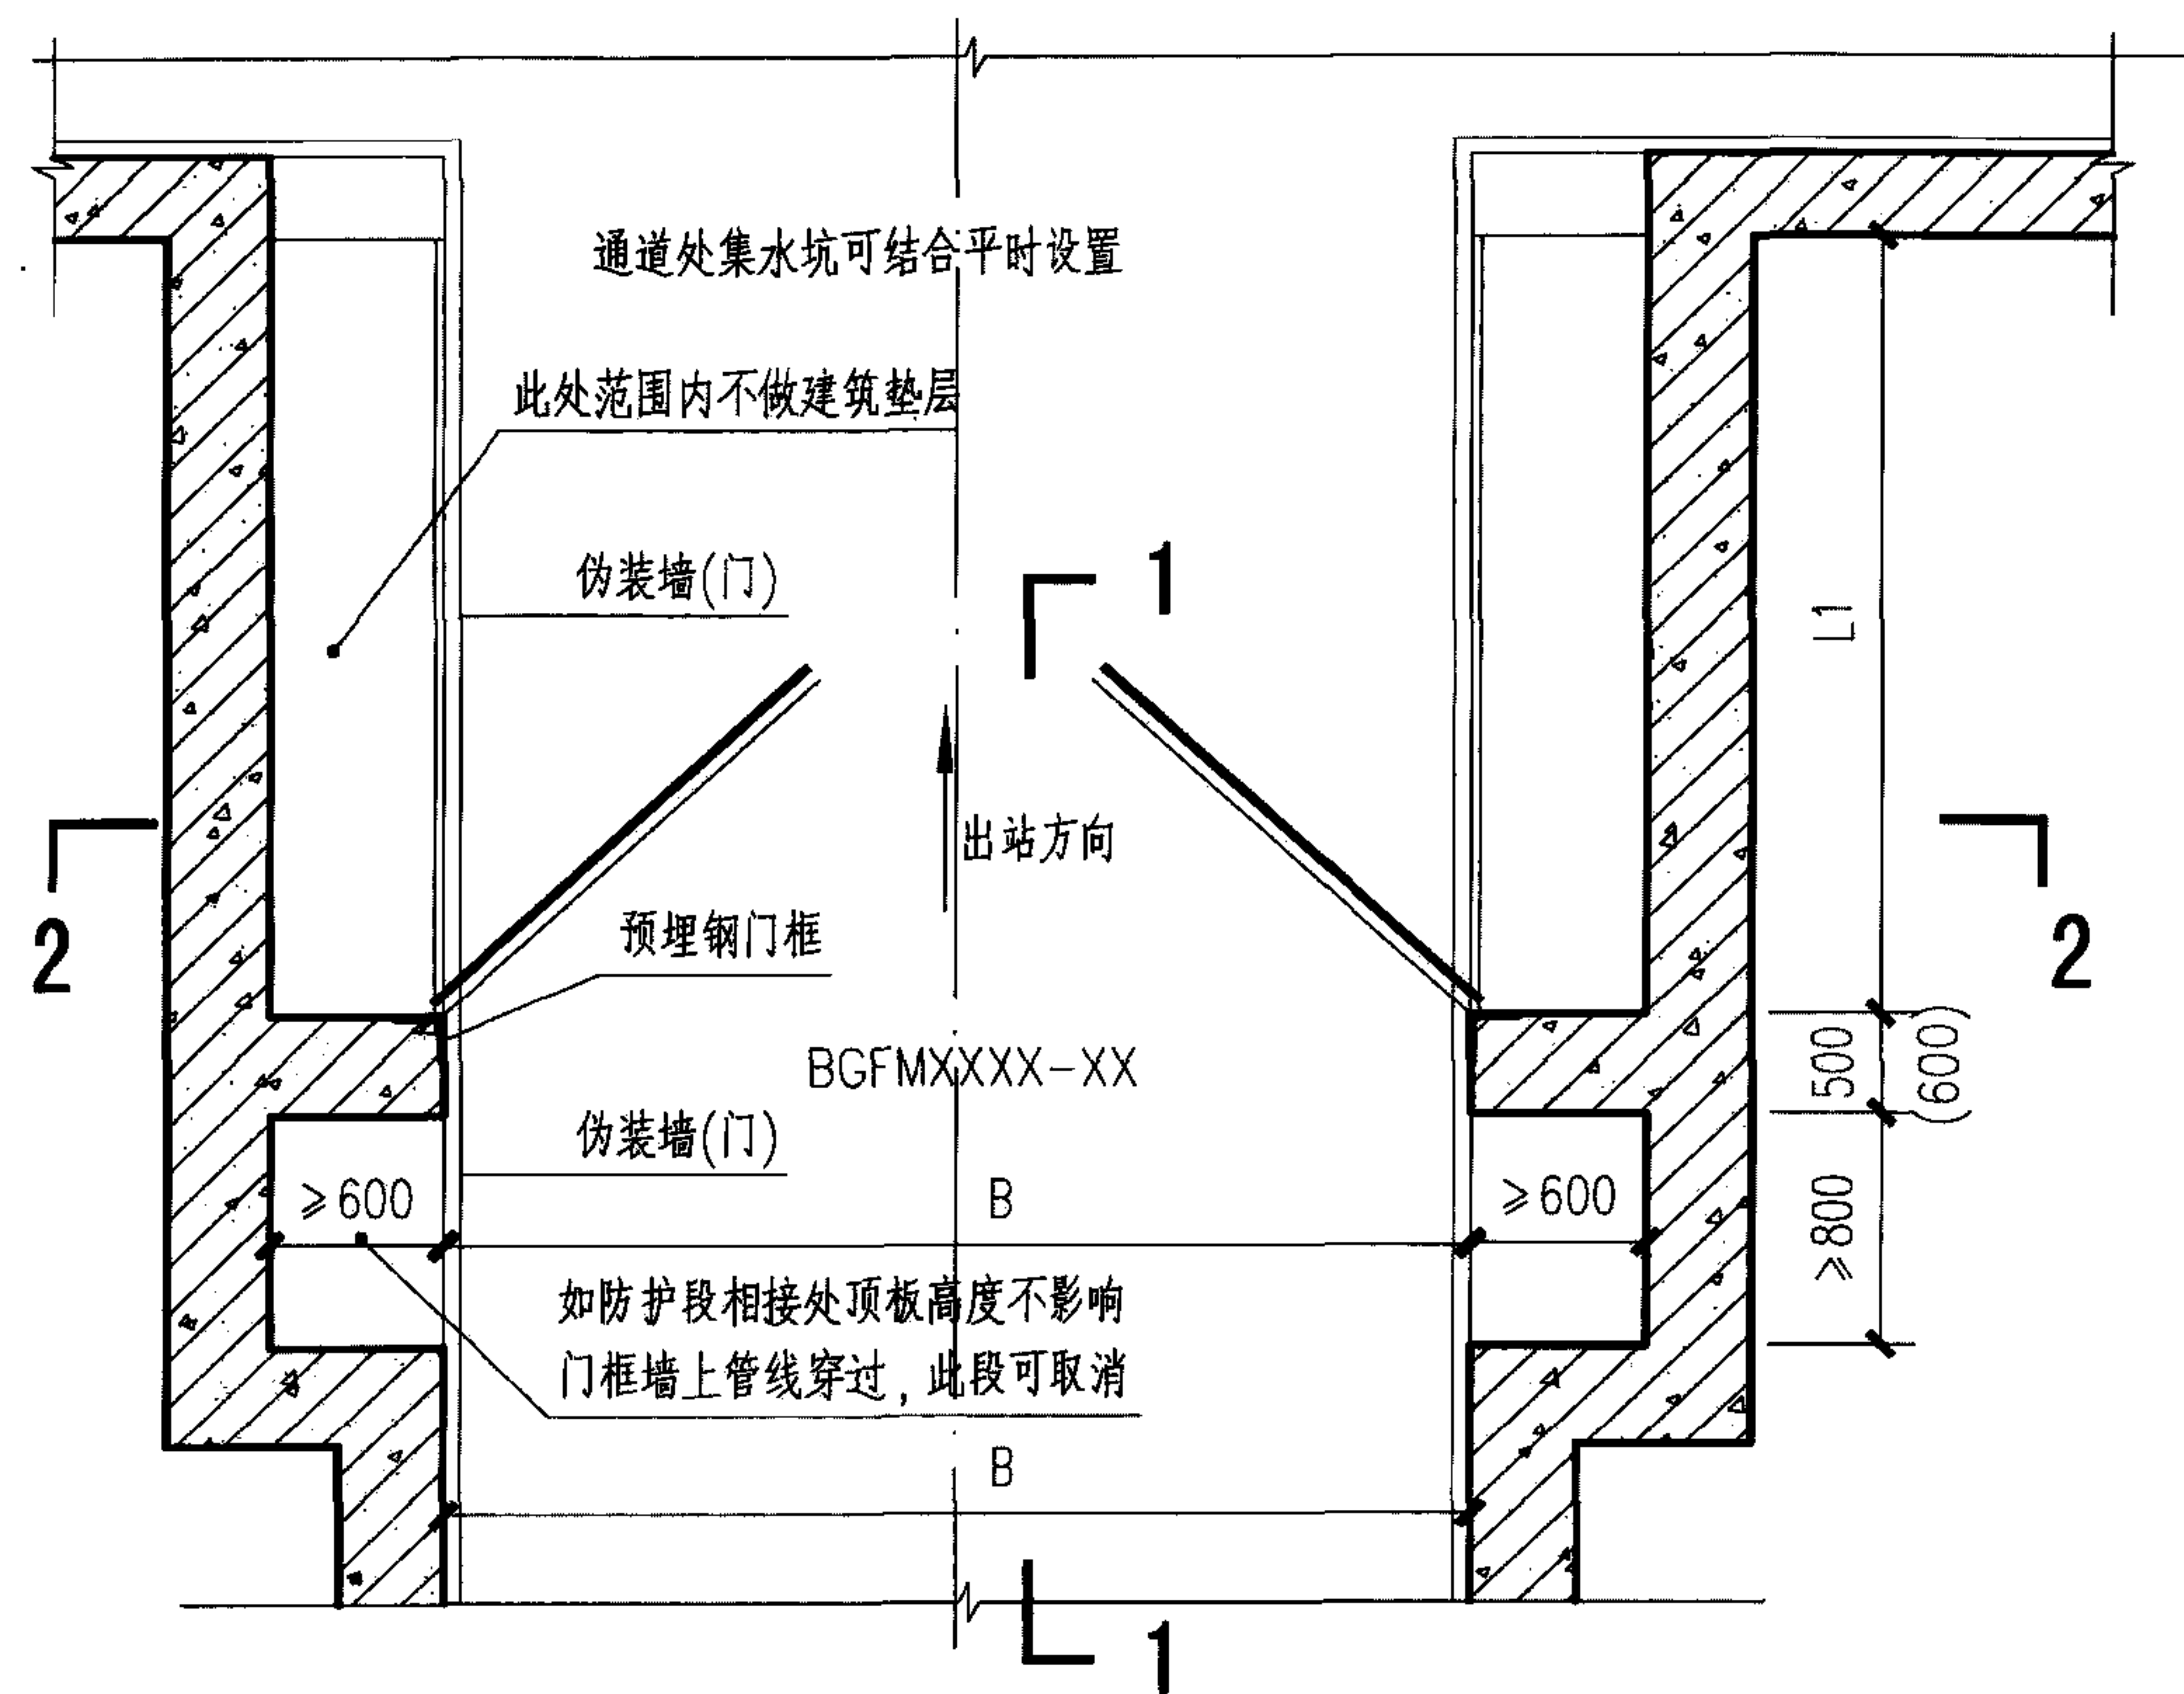 通道处集水坑可结合平时设置
此处范围内不做建筑垫层
伪装墙(门)
1
L1
出站方向
2
2
预埋钢门框
BGFMXXXX-XX
500
(600)
伪装墙(门)
≥600
B
≥600
≥800
如防护段相接处顶板高度不影响
门框墙上管线穿过,此段可取消
B
1